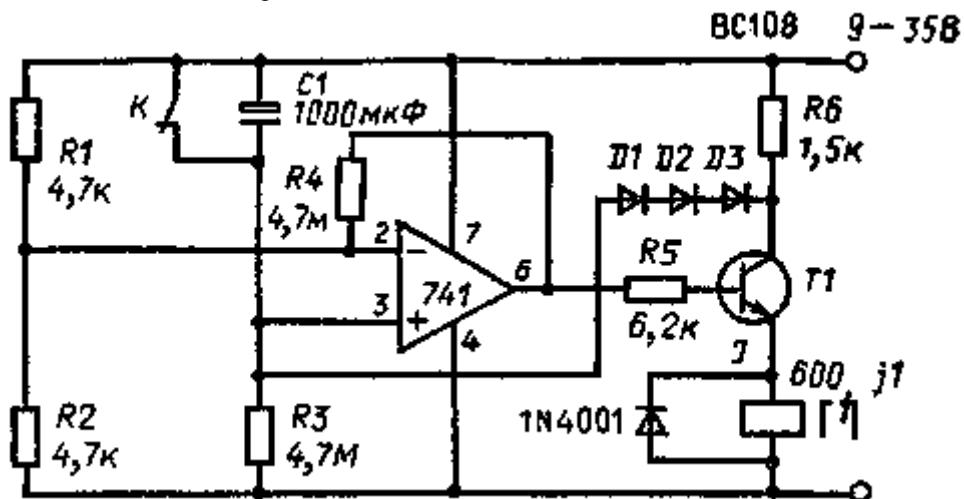 BC108
9-35В
К
C1
1000мкФ
R6
1,5к
R1
4,7к
R4
4,7м
D1 D2 D3
2
7
-
R5
6
741
T1
3
+
6,2к
4
J
600, j1
R2
4,7к
R3
4,7М
1N4001